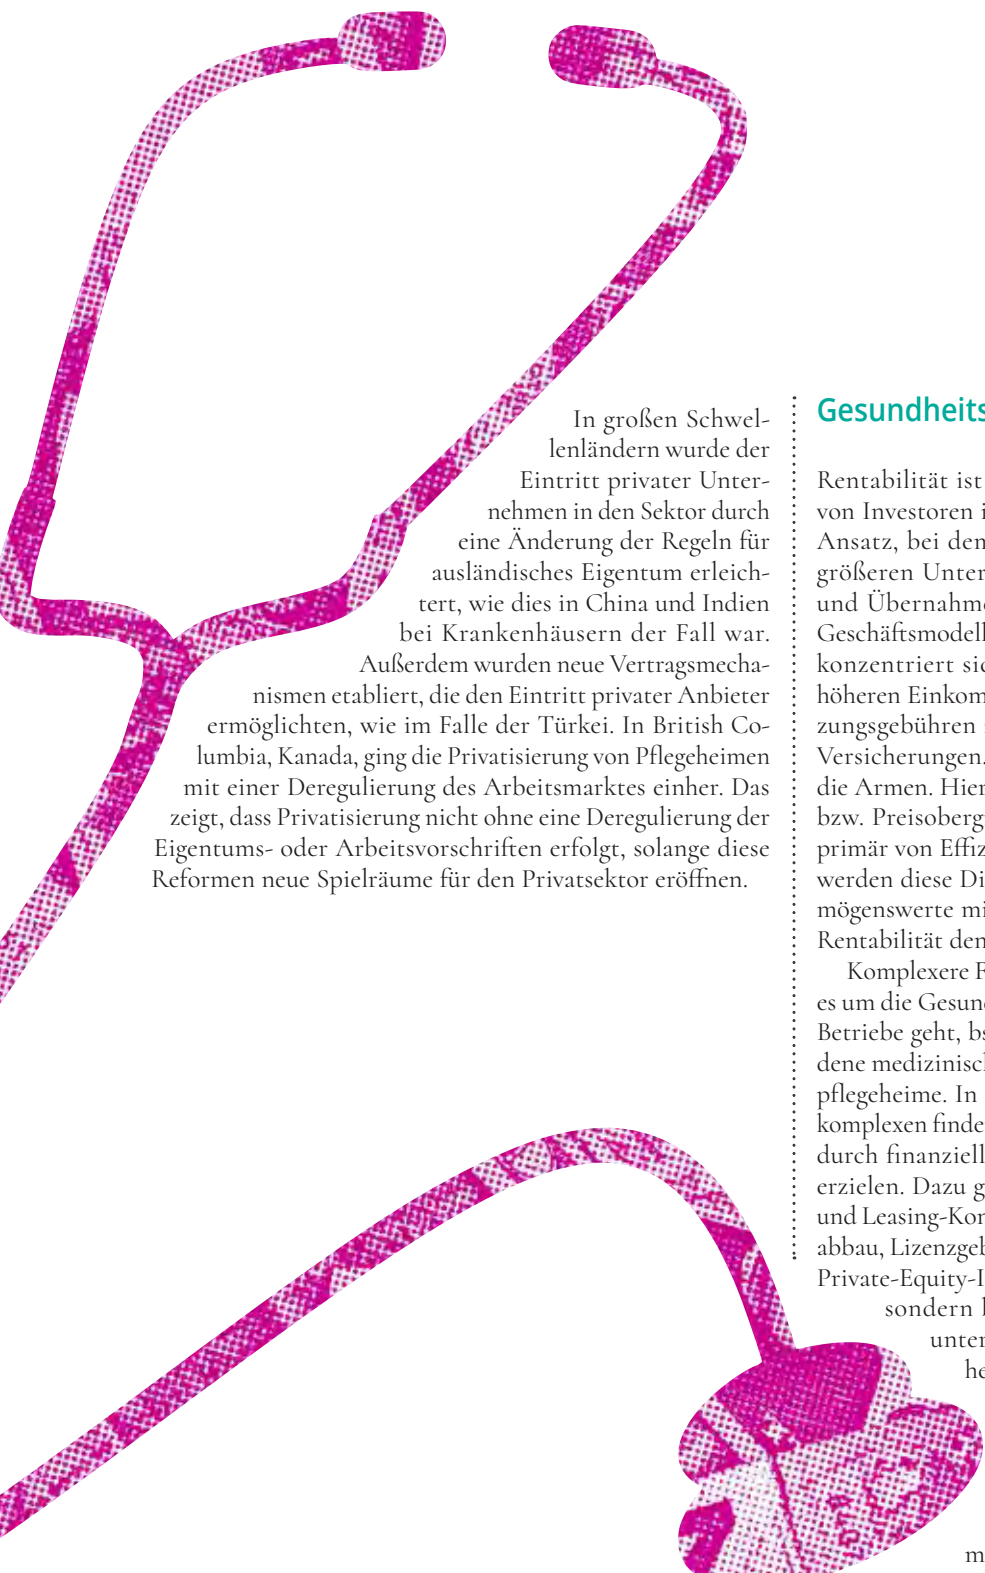 In großen Schwel-
lenländern wurde der
Eintritt privater Unter-
nehmen in den Sektor durch
eine Änderung der Regeln für
ausländisches Eigentum erleich-
tert, wie dies in China und Indien
bei Krankenhäusern der Fall war.
Außerdem wurden neue Vertragsmecha-
nismen etabliert, die den Eintritt privater Anbieter
ermöglichten, wie im Falle der Türkei. In British Co-
lumbia, Kanada, ging die Privatisierung von Pflegeheimen
mit einer Deregulierung des Arbeitsmarktes einher. Das
zeigt, dass Privatisierung nicht ohne eine Deregulierung der
Eigentums- oder Arbeitsvorschriften erfolgt, solange diese
Reformen neue Spielräume für den Privatsektor eröffnen.
Gesundheits
Rentabilität ist
von Investoren i
Ansatz, bei den
größeren Unter
und Übernahm
Geschäftsmodell
konzentriert si
höheren Einkom
zungsgebühren
Versicherungen.
die Armen. Hier
bzw. Preisoberg
primär von Effiz
werden diese Di
mögenswerte mi
Rentabilität den
Komplexere F
es um die Gesun
Betriebe geht, bs
dene medizinisc
pflegeheime. In
komplexen finde
durch finanziell
erzielen. Dazu g
und Leasing-Kon
abbau, Lizenzgeb
Private-Equity-I
sondern
unter
he
m